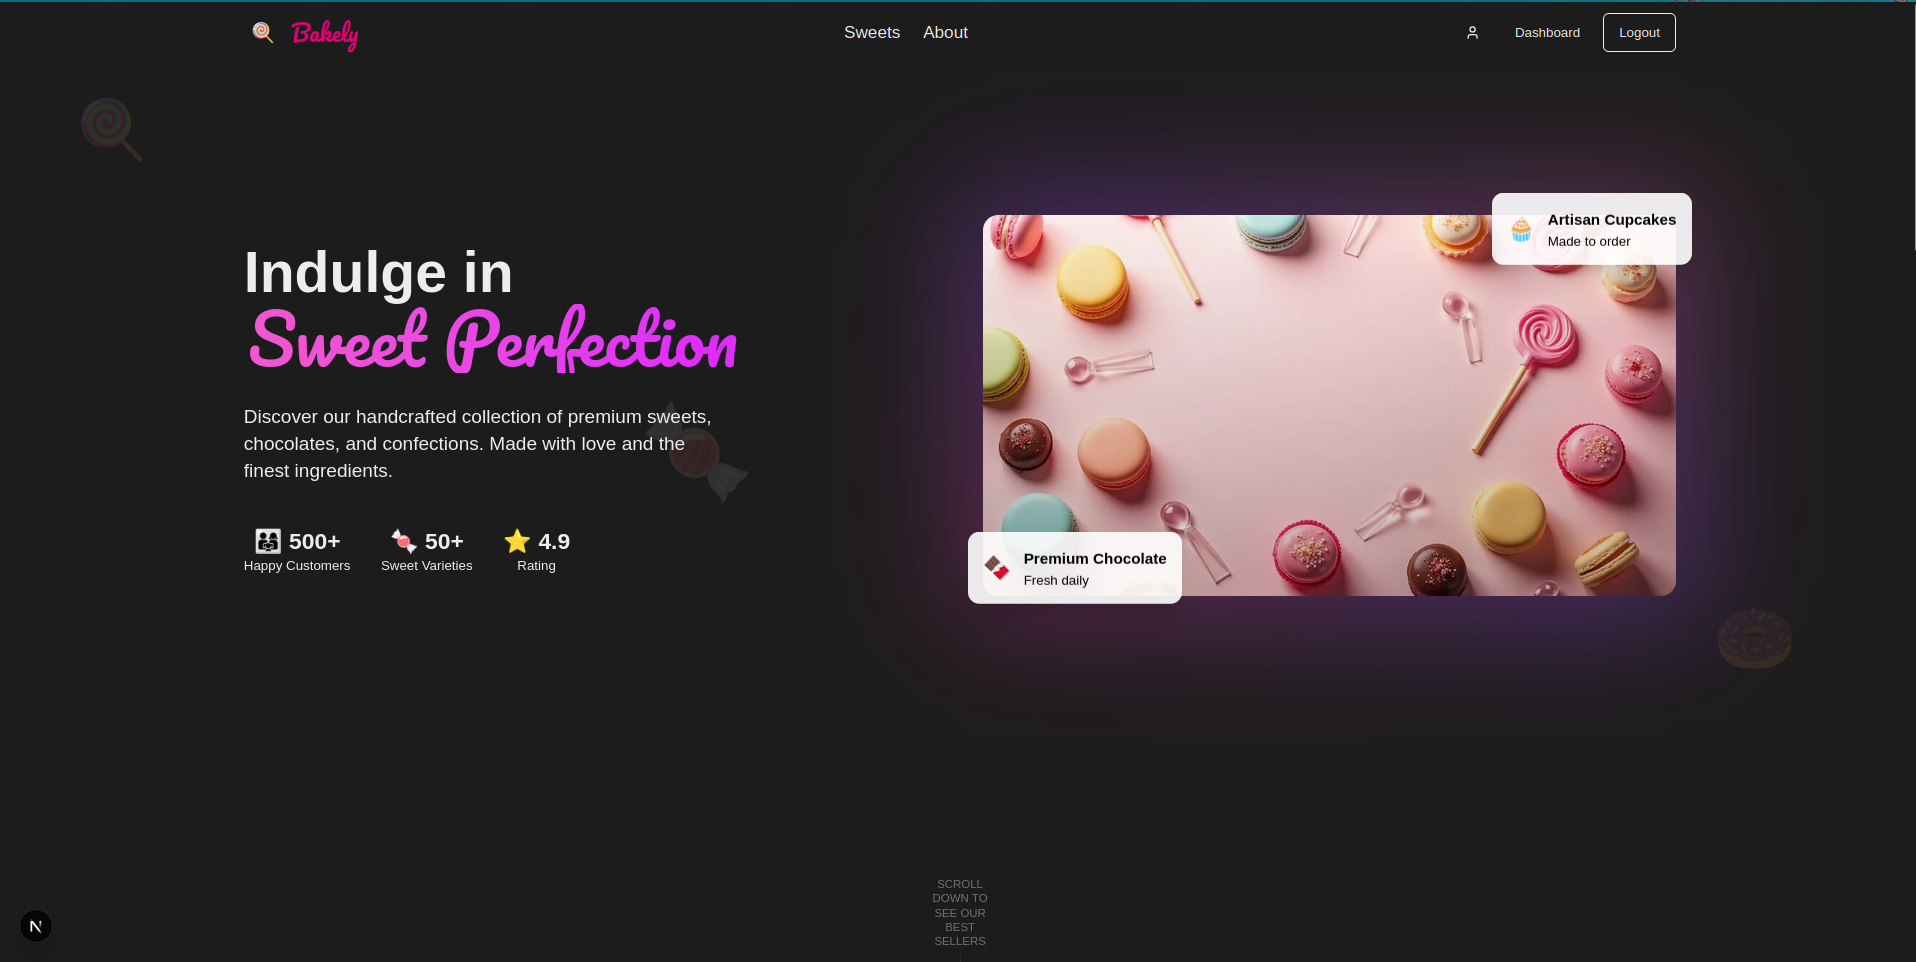 Bakely
Sweets
About
Dashboard
Logout
Indulge in
Sweet Perfection
Discover our handcrafted collection of premium sweets,
chocolates, and confections. Made with love and the
finest ingredients.
500+
Happy Customers
50+
Sweet Varieties
4.9
Rating
Artisan Cupcakes
Made to order
Premium Chocolate
Fresh daily
SCROLL
DOWN TO
SEE OUR
BEST
SELLERS
N